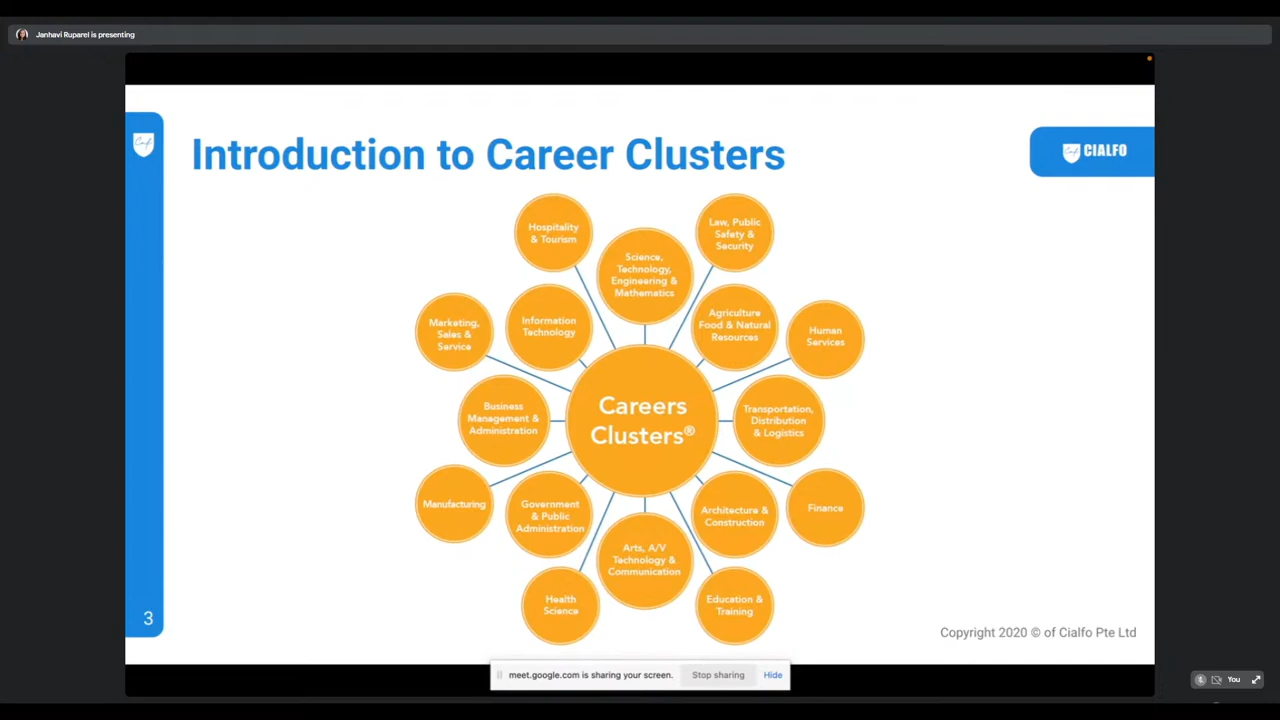 Janhavi Ruparel is presenting
Introduction to Career Clusters
CIALFO
Hospitality
& Tourism
Law, Public
Safety &
Security
Science,
Technology,
Engineering &
Mathematics
Marketing,
Sales &
Service
Information
Technology
Agriculture
Food & Natural
Resources
Human
Services
Business
Management &
Administration
Careers
Clusters®
Transportation,
Distribution
& Logistics
Manufacturing
Government
& Public
Administration
Architecture &
Construction
Finance
Arts, A/V
Technology &
Communication
Health
Science
Education &
Training
3
Copyright 2020 © of Cialfo Pte Ltd
meet.google.com is sharing your screen.
Stop sharing
Hide
You